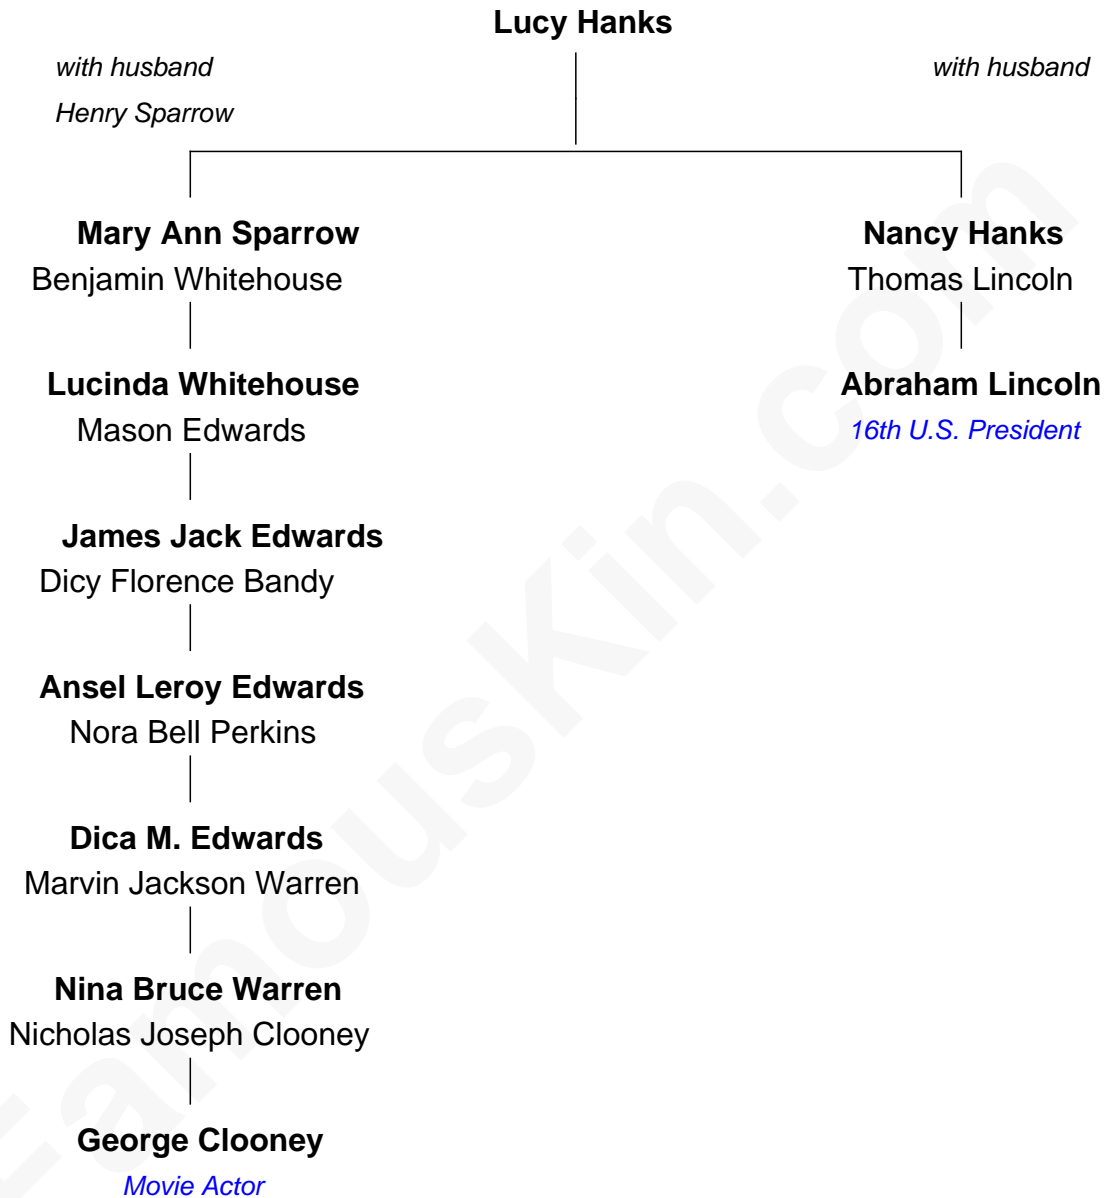 Lucy Hanks
with husband
with husband
Henry Sparrow
Mary Ann Sparrow
Nancy Hanks
Benjamin Whitehouse
Thomas Lincoln
Lucinda Whitehouse
Abraham Lincoln
Mason Edwards
16th U.S. President
James Jack Edwards
Dicy Florence Bandy
Ansel Leroy Edwards
Nora Bell Perkins
Dica M. Edwards
Marvin Jackson Warren
Nina Bruce Warren
Nicholas Joseph Clooney
George Clooney
Movie Actor
FamousKin.com